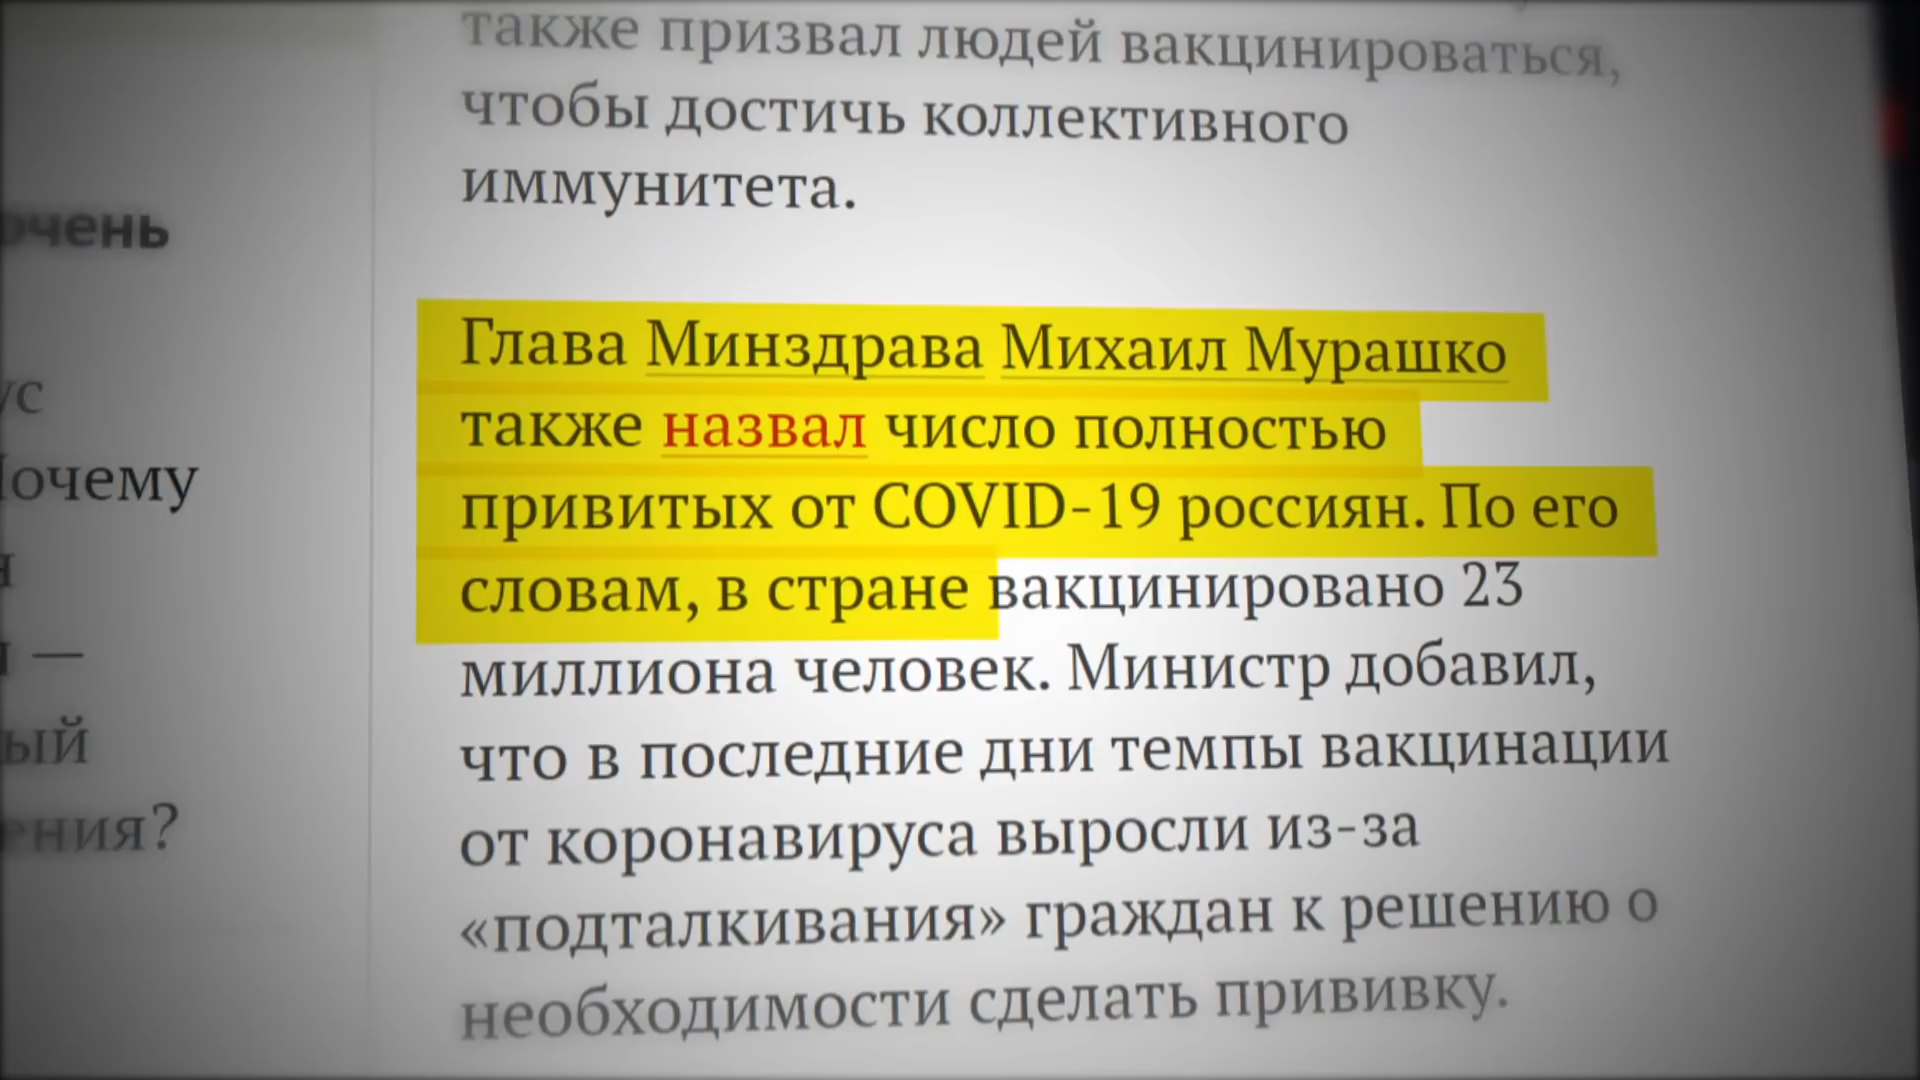 также призвал людей вакцинироваться,
чтобы достичь коллективного
иммунитета.
очень
Глава Минздрава Михаил Мурашко
также назвал число полностью
привитых от COVID-19 россиян. По его
словам, в стране вакцинировано 23
миллиона человек. Министр добавил,
что в последние дни темпы вакцинации
от коронавируса выросли из-за
«подталкивания» граждан к решению о
необходимости сделать прививку.
ус
Почему
—
ый
ения?